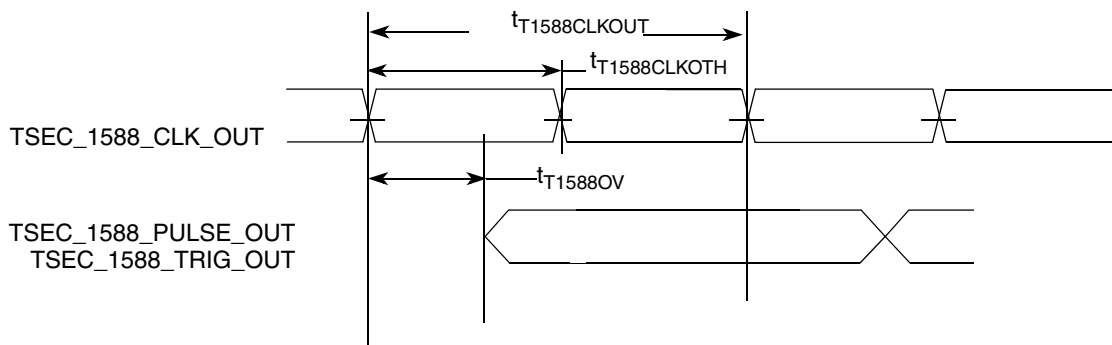 tT1588CLKOUT
tT1588CLKOTH
TSEC_1588_CLK_OUT
tT1588OV
TSEC_1588_PULSE_OUT
TSEC_1588_TRIG_OUT